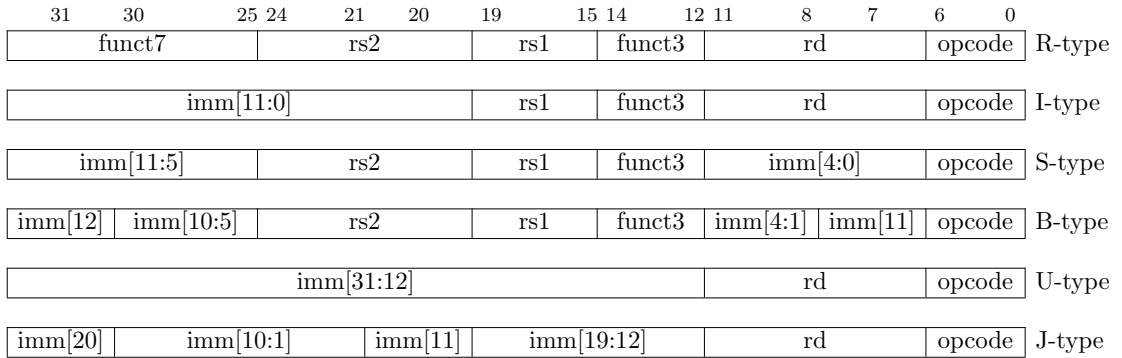 31 30 25 24 21 20 19 15 14 12 11 8 7 6 0
funct7 rs2 rs1 funct3 rd opcode R-type
imm[11:0] rs1 funct3 rd opcode I-type
imm[11:5] rs2 rs1 funct3 imm[4:0] opcode S-type
imm[12] imm[10:5] rs2 rs1 funct3 imm[4:1] imm[11] opcode B-type
imm[31:12] rd opcode U-type
imm[20] imm[10:1] imm[11] imm[19:12] rd opcode J-type